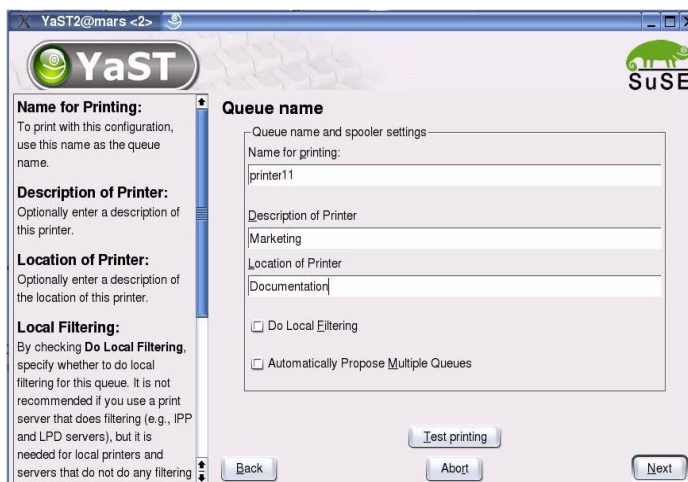 YaST2@mars <2>
YaST
SuSE
Name for Printing:
To print with this configuration,
use this name as the queue
name.
Description of Printer:
Optionally enter a description of
this printer.
Location of Printer:
Optionally enter a description of
the location of this printer.
Local Filtering:
By checking Do Local Filtering,
specify whether to do local
filtering for this queue. It is not
recommended if you use a print
server that does filtering (e.g., IPP
and LPD servers), but it is
needed for local printers and
servers that do not do any filtering
Queue name
Queue name and spooler settings
Name for printing:
printer11
Description of Printer
Marketing
Location of Printer
Documentation
Do Local Filtering
Automatically Propose Multiple Queues
Test printing
Back
Abort
Next